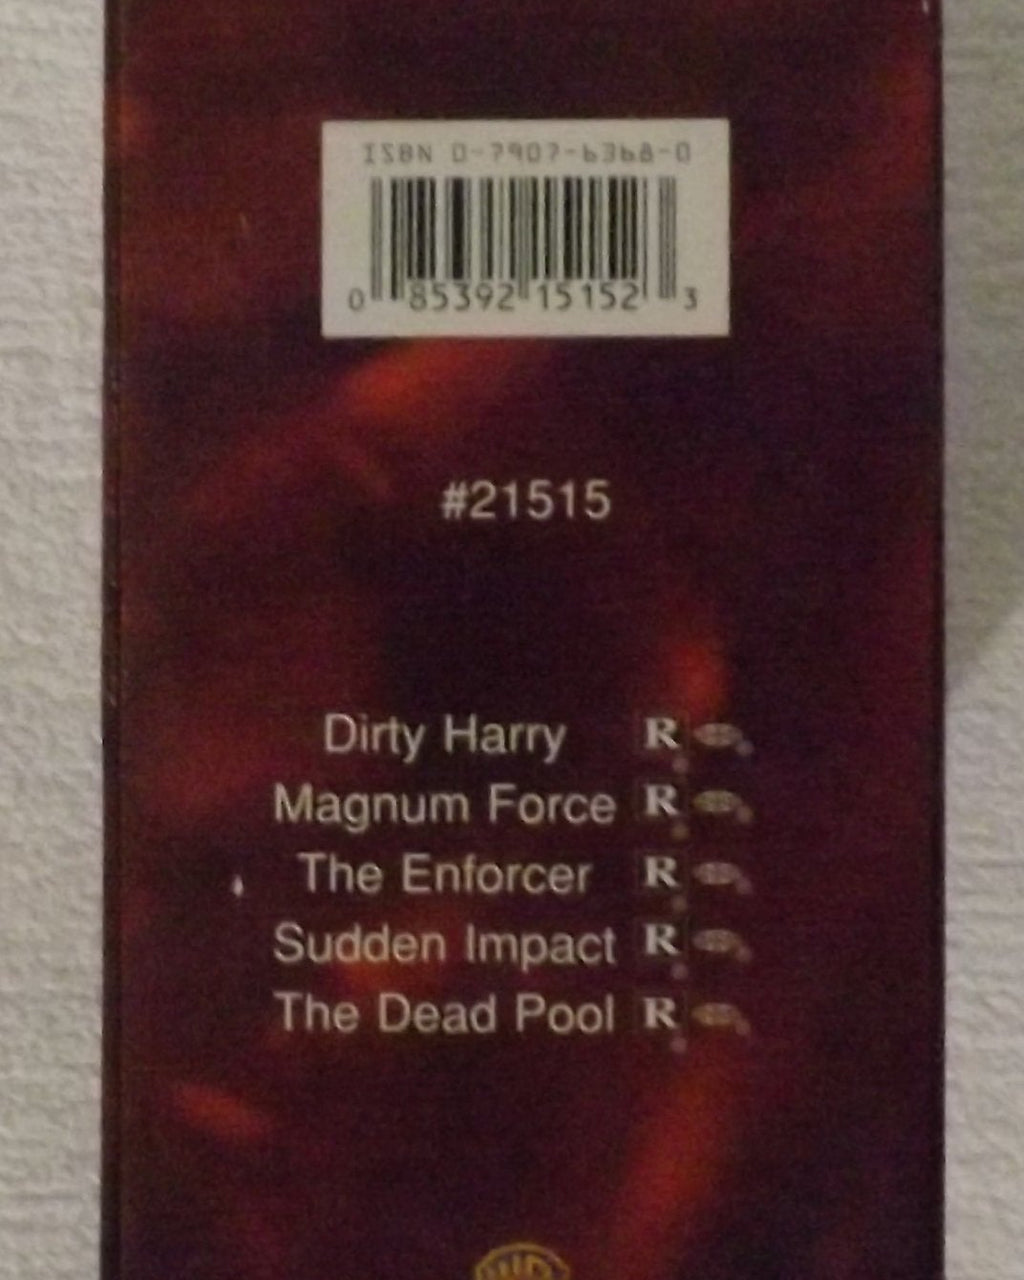 ISBN 0-7907-6368-0
0 85392 15152 3
#21515
Dirty Harry R
Magnum Force R
The Enforcer R
Sudden Impact R
The Dead Pool R